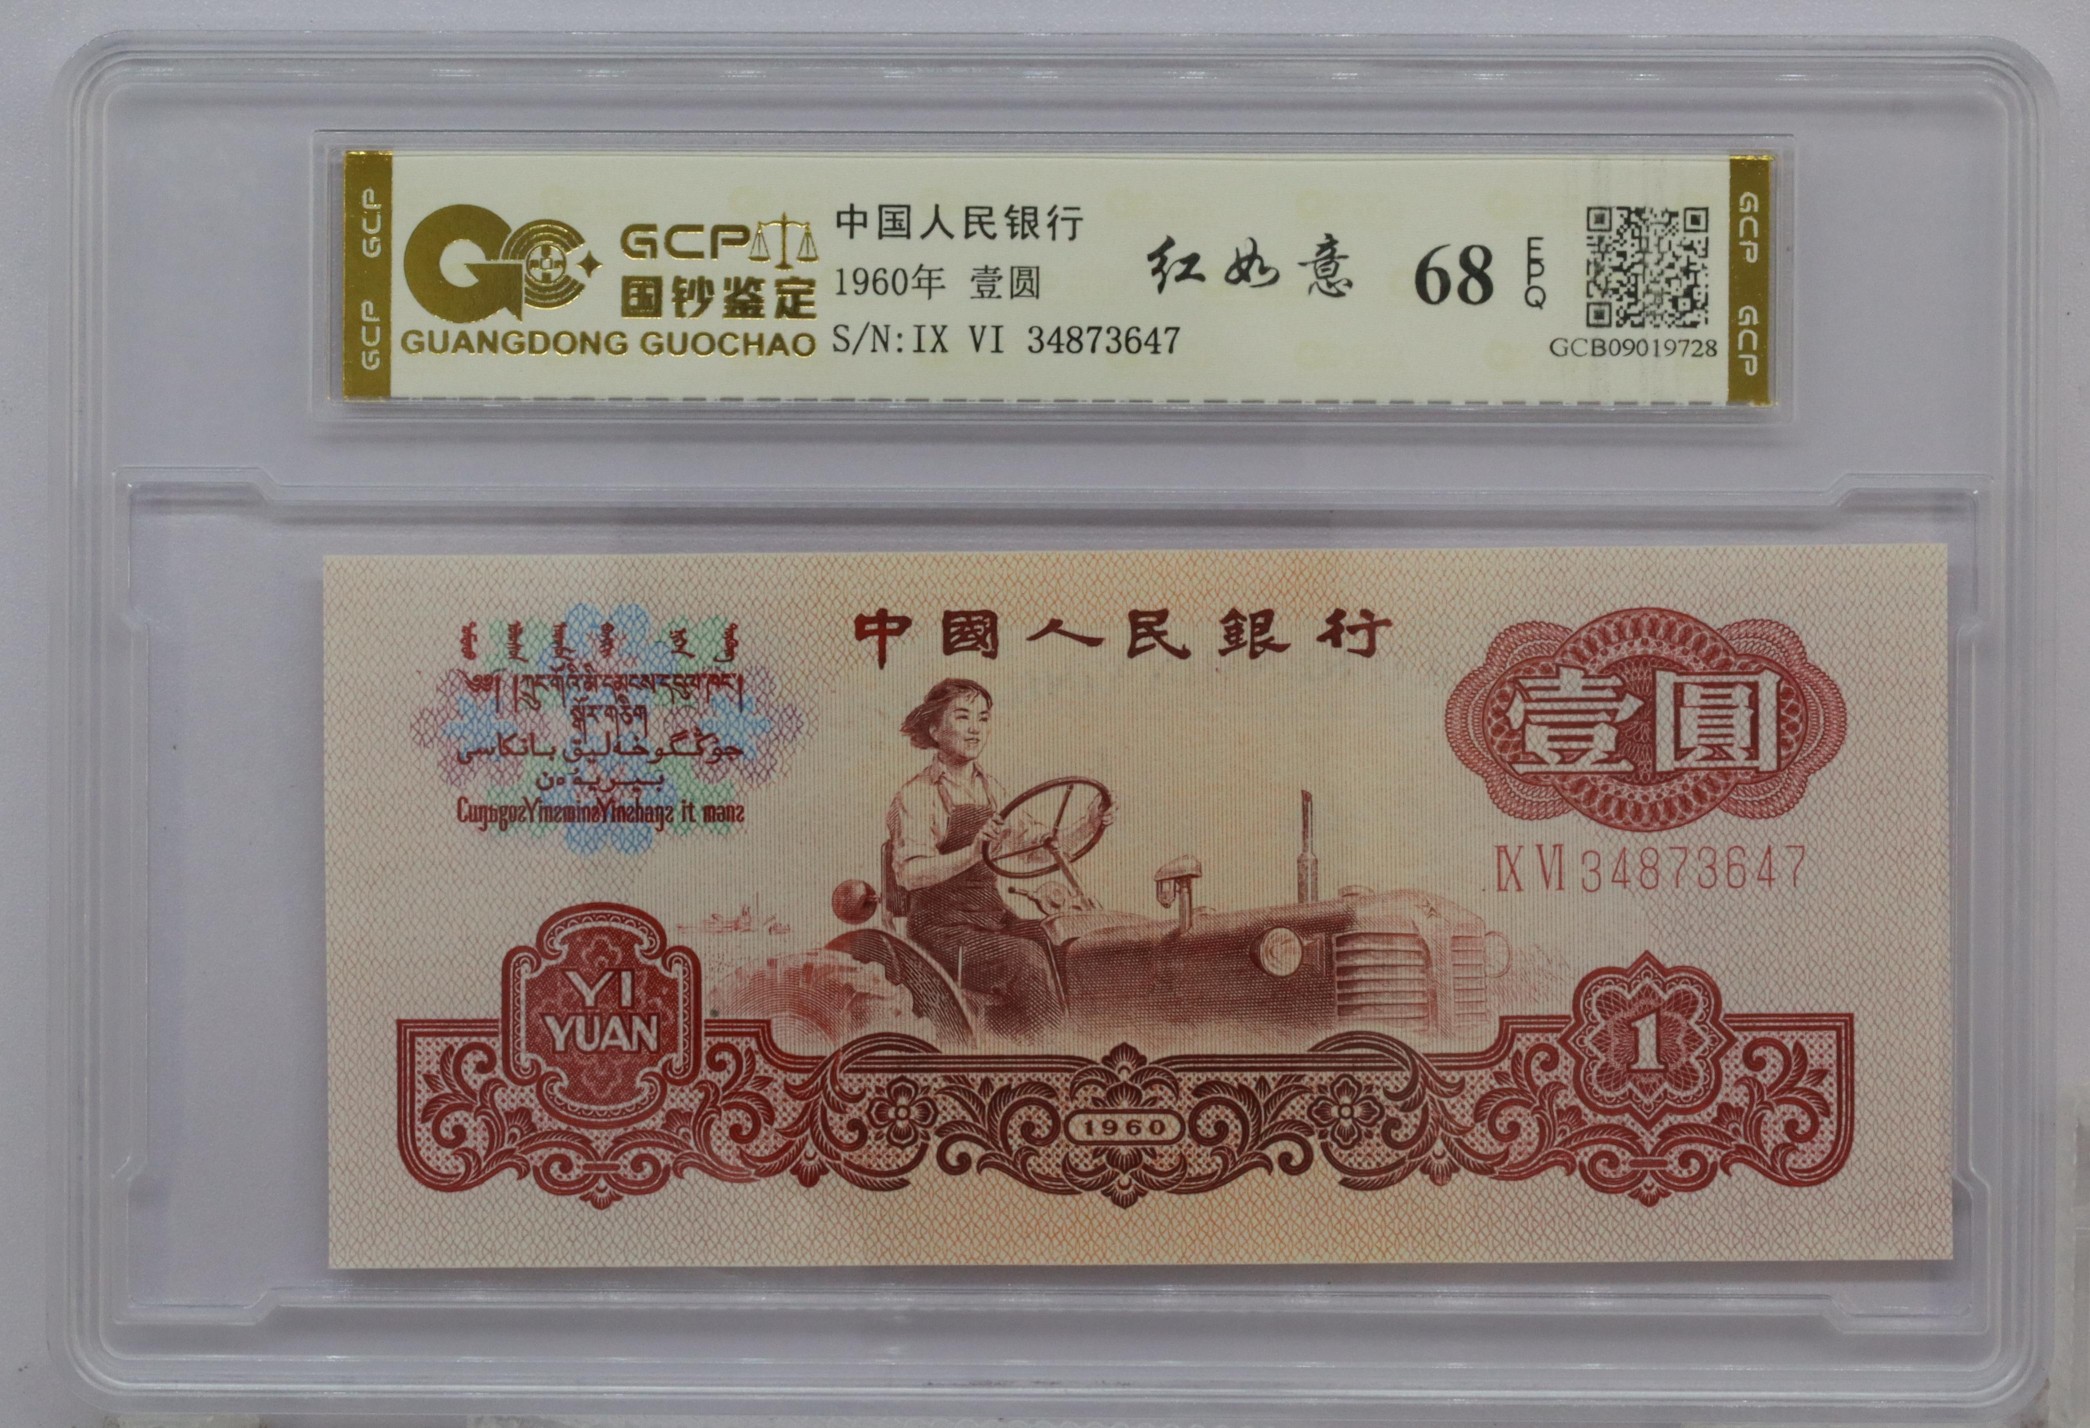 GCP GCP
GCP
国钞鉴定
GUANGDONG GUOCHAO
中国人民银行
1960年 壹圆
S/N:IX VI 34873647
红如意
68
EPQ
GCB09019728
GCP GCP
中國人民銀行
壹圓
IX VI 34873647
YI
YUAN
1960
1